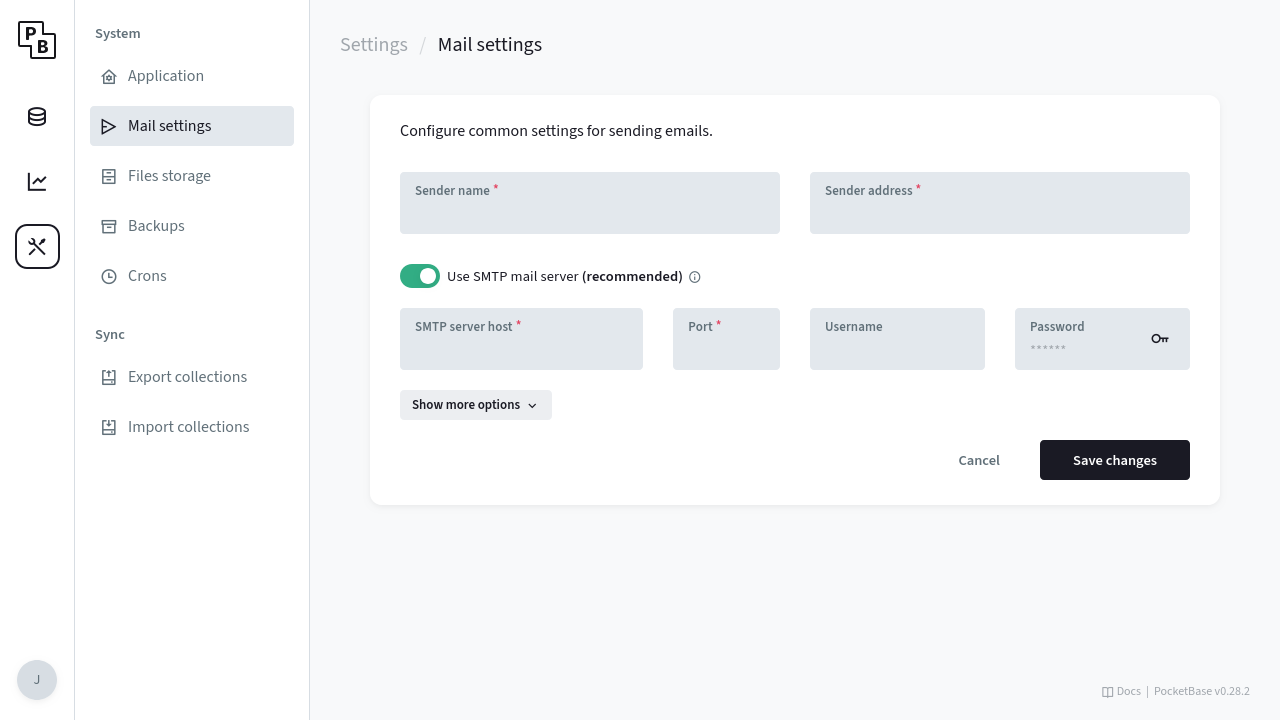 PB
System
Application
Mail settings
Files storage
Backups
Crons
Sync
Export collections
Import collections
J
Settings / Mail settings
Configure common settings for sending emails.
Sender name *
Sender address *
Use SMTP mail server (recommended)
SMTP server host *
Port *
Username
Password
******
Show more options
Cancel
Save changes
Docs | PocketBase v0.28.2